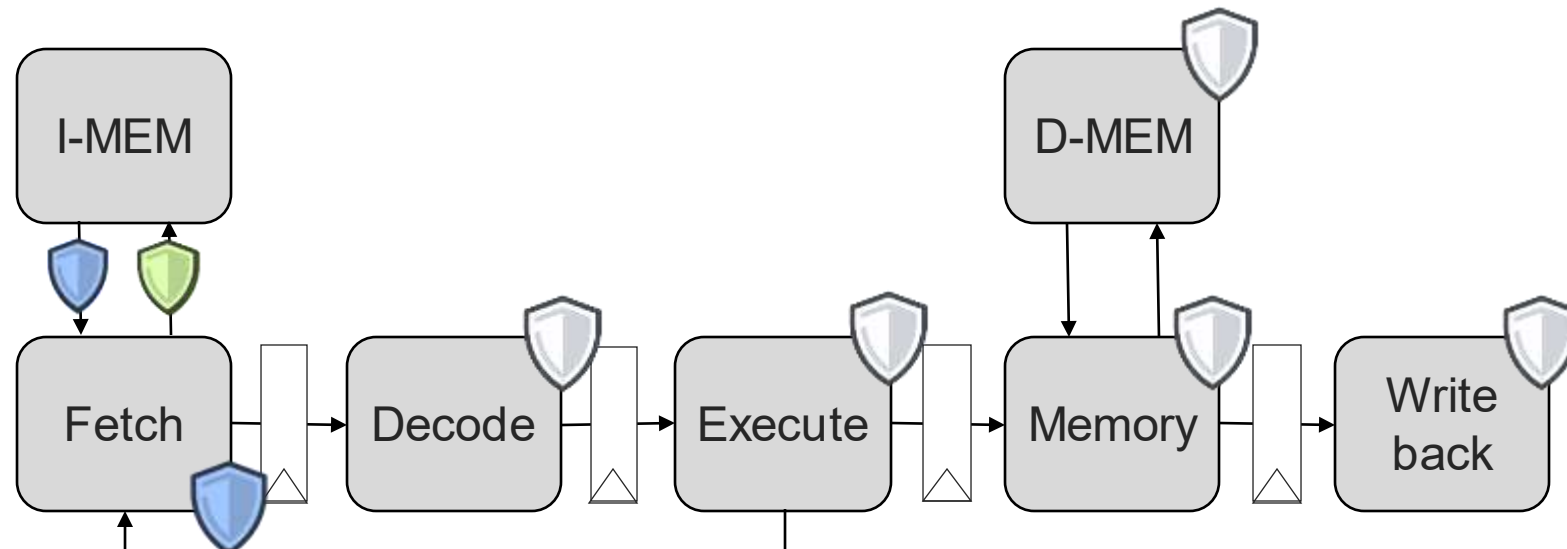 I-MEM
D-MEM
Fetch
Decode
Execute
Memory
Write
back